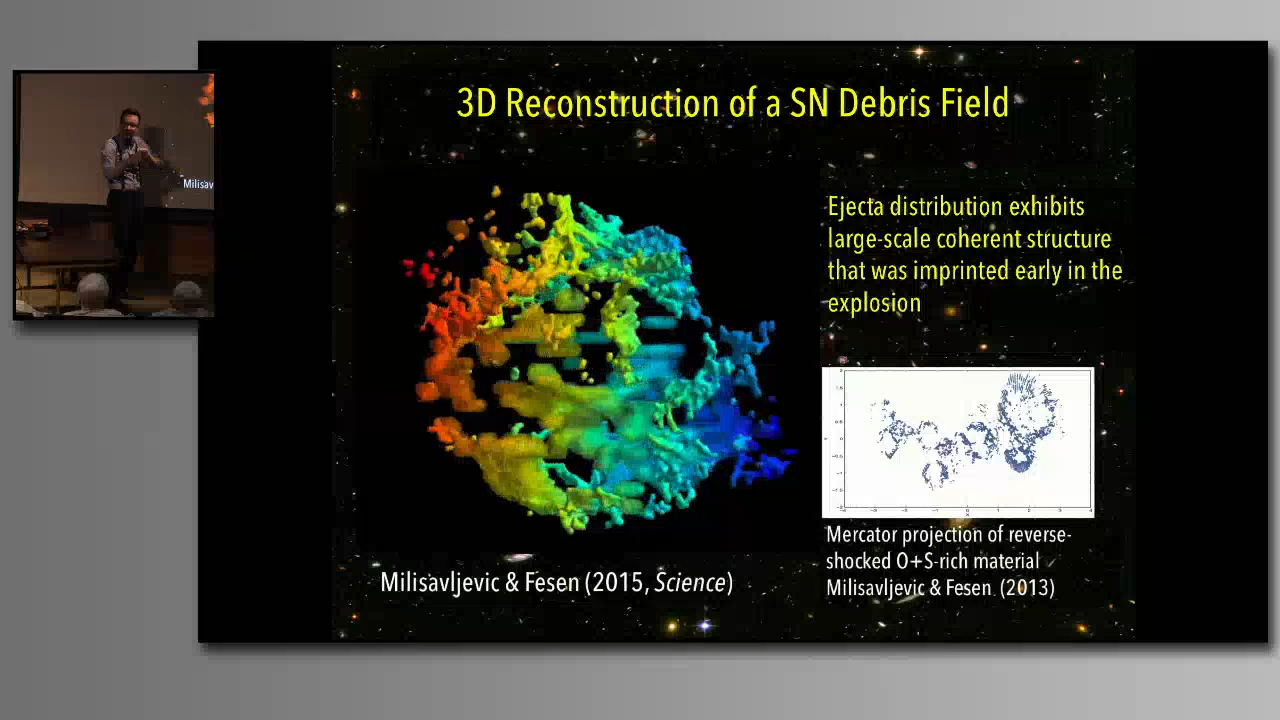 3D Reconstruction of a SN Debris Field
Milisav
Ejecta distribution exhibits
large-scale coherent structure
that was imprinted early in the
explosion
Mercator projection of reverse-
shocked O+S-rich material
Milisavljevic & Fesen (2013)
Milisavljevic & Fesen (2015, Science)